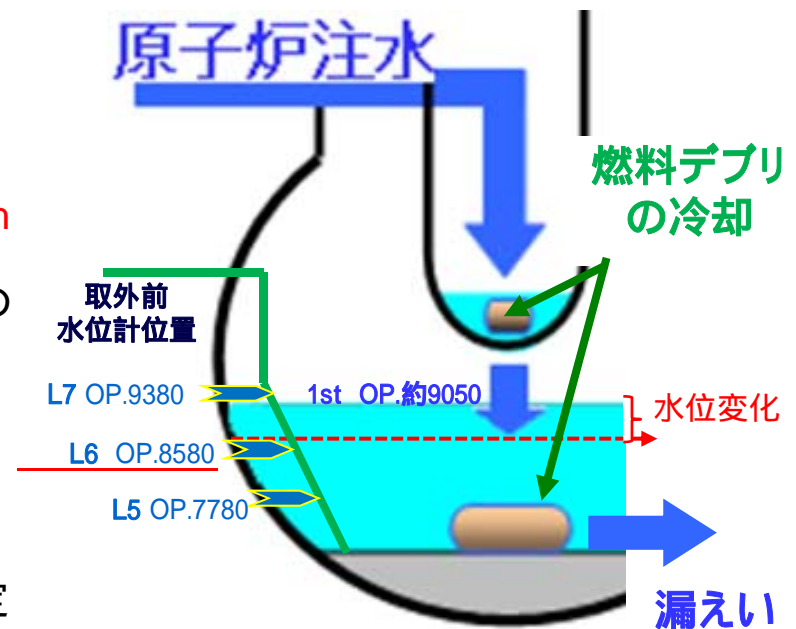 原子炉注水
燃料デブリ
の冷却
取外前
水位計位置
L7 OP.9380
1st OP.約9050
水位変化
L6 OP.8580
L5 OP.7780
漏えい
の